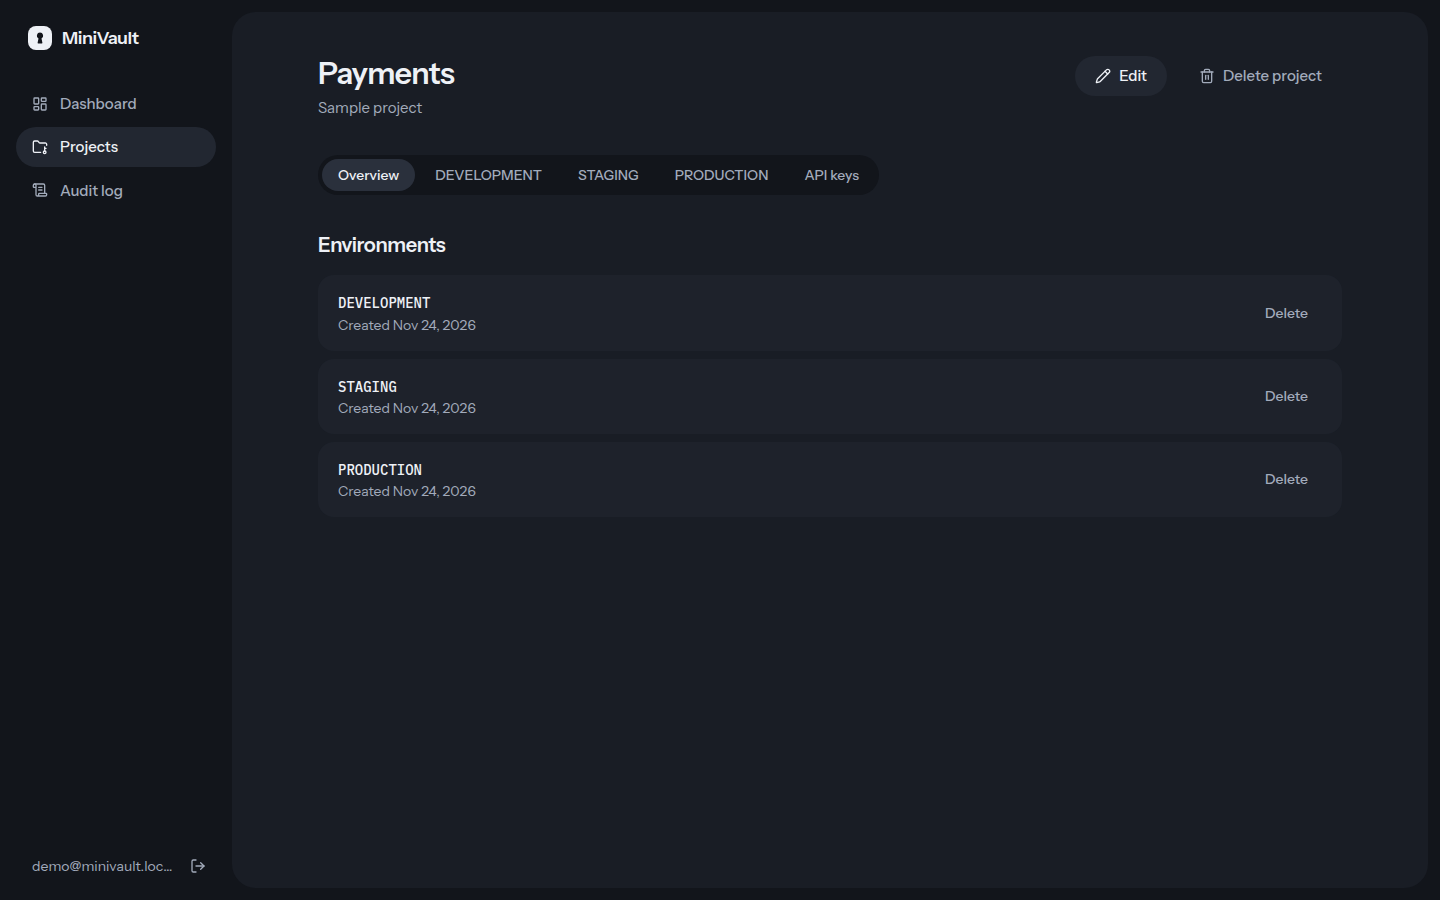 MiniVault
Dashboard
Projects
Audit log
demo@minivault.loc...
Payments
Sample project
Edit
Delete project
Overview
DEVELOPMENT
STAGING
PRODUCTION
API keys
Environments
DEVELOPMENT
Created Nov 24, 2026
Delete
STAGING
Created Nov 24, 2026
Delete
PRODUCTION
Created Nov 24, 2026
Delete